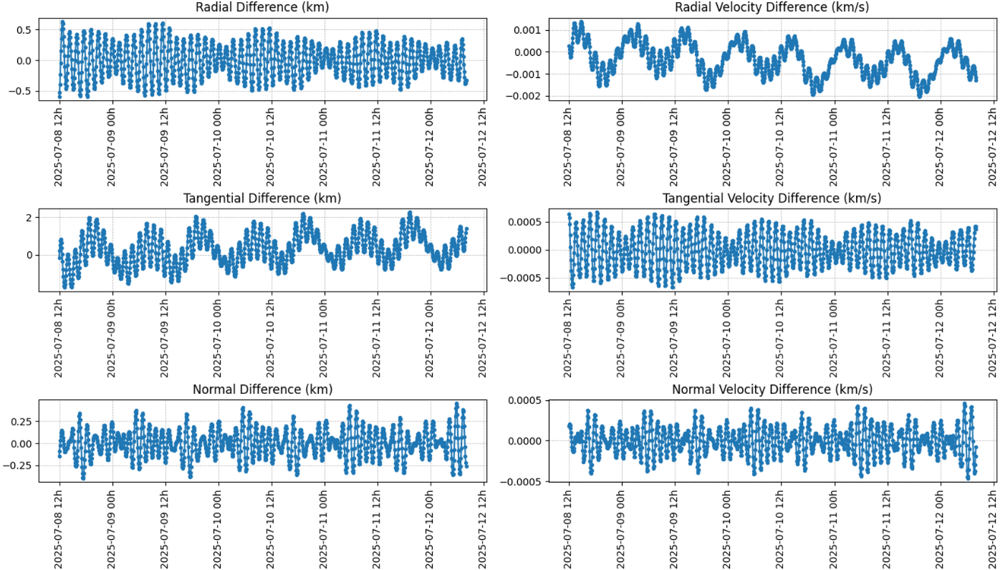 Radial Difference (km)
0.5
0.0
−0.5
2025-07-08 12h
2025-07-09 00h
2025-07-09 12h
2025-07-10 00h
2025-07-10 12h
2025-07-11 00h
2025-07-11 12h
2025-07-12 00h
2025-07-12 12h
Radial Velocity Difference (km/s)
0.001
0.000
−0.001
−0.002
2025-07-08 12h
2025-07-09 00h
2025-07-09 12h
2025-07-10 00h
2025-07-10 12h
2025-07-11 00h
2025-07-11 12h
2025-07-12 00h
2025-07-12 12h
Tangential Difference (km)
2
0
2025-07-08 12h
2025-07-09 00h
2025-07-09 12h
2025-07-10 00h
2025-07-10 12h
2025-07-11 00h
2025-07-11 12h
2025-07-12 00h
2025-07-12 12h
Tangential Velocity Difference (km/s)
0.0005
0.0000
−0.0005
2025-07-08 12h
2025-07-09 00h
2025-07-09 12h
2025-07-10 00h
2025-07-10 12h
2025-07-11 00h
2025-07-11 12h
2025-07-12 00h
2025-07-12 12h
Normal Difference (km)
0.25
0.00
−0.25
2025-07-08 12h
2025-07-09 00h
2025-07-09 12h
2025-07-10 00h
2025-07-10 12h
2025-07-11 00h
2025-07-11 12h
2025-07-12 00h
2025-07-12 12h
Normal Velocity Difference (km/s)
0.0005
0.0000
−0.0005
2025-07-08 12h
2025-07-09 00h
2025-07-09 12h
2025-07-10 00h
2025-07-10 12h
2025-07-11 00h
2025-07-11 12h
2025-07-12 00h
2025-07-12 12h